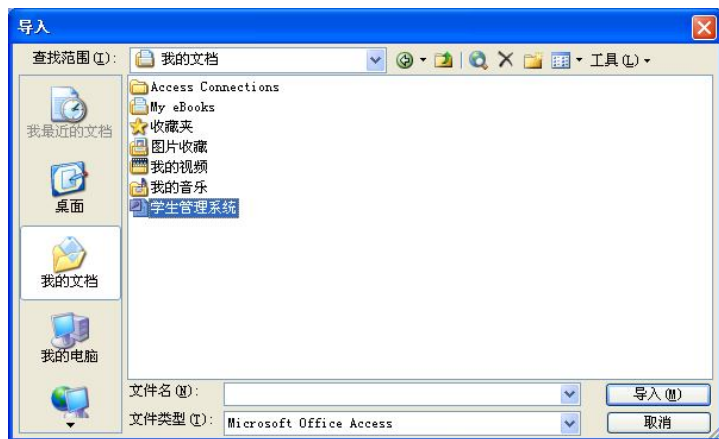 导入
查找范围(I): 我的文档 工具(L)
Access Connections
My eBooks
收藏夹
图片收藏
我的视频
我的音乐
学生管理系统
我最近的文档
桌面
我的文档
我的电脑
文件名(N): 导入(M)
文件类型(T): Microsoft Office Access 取消